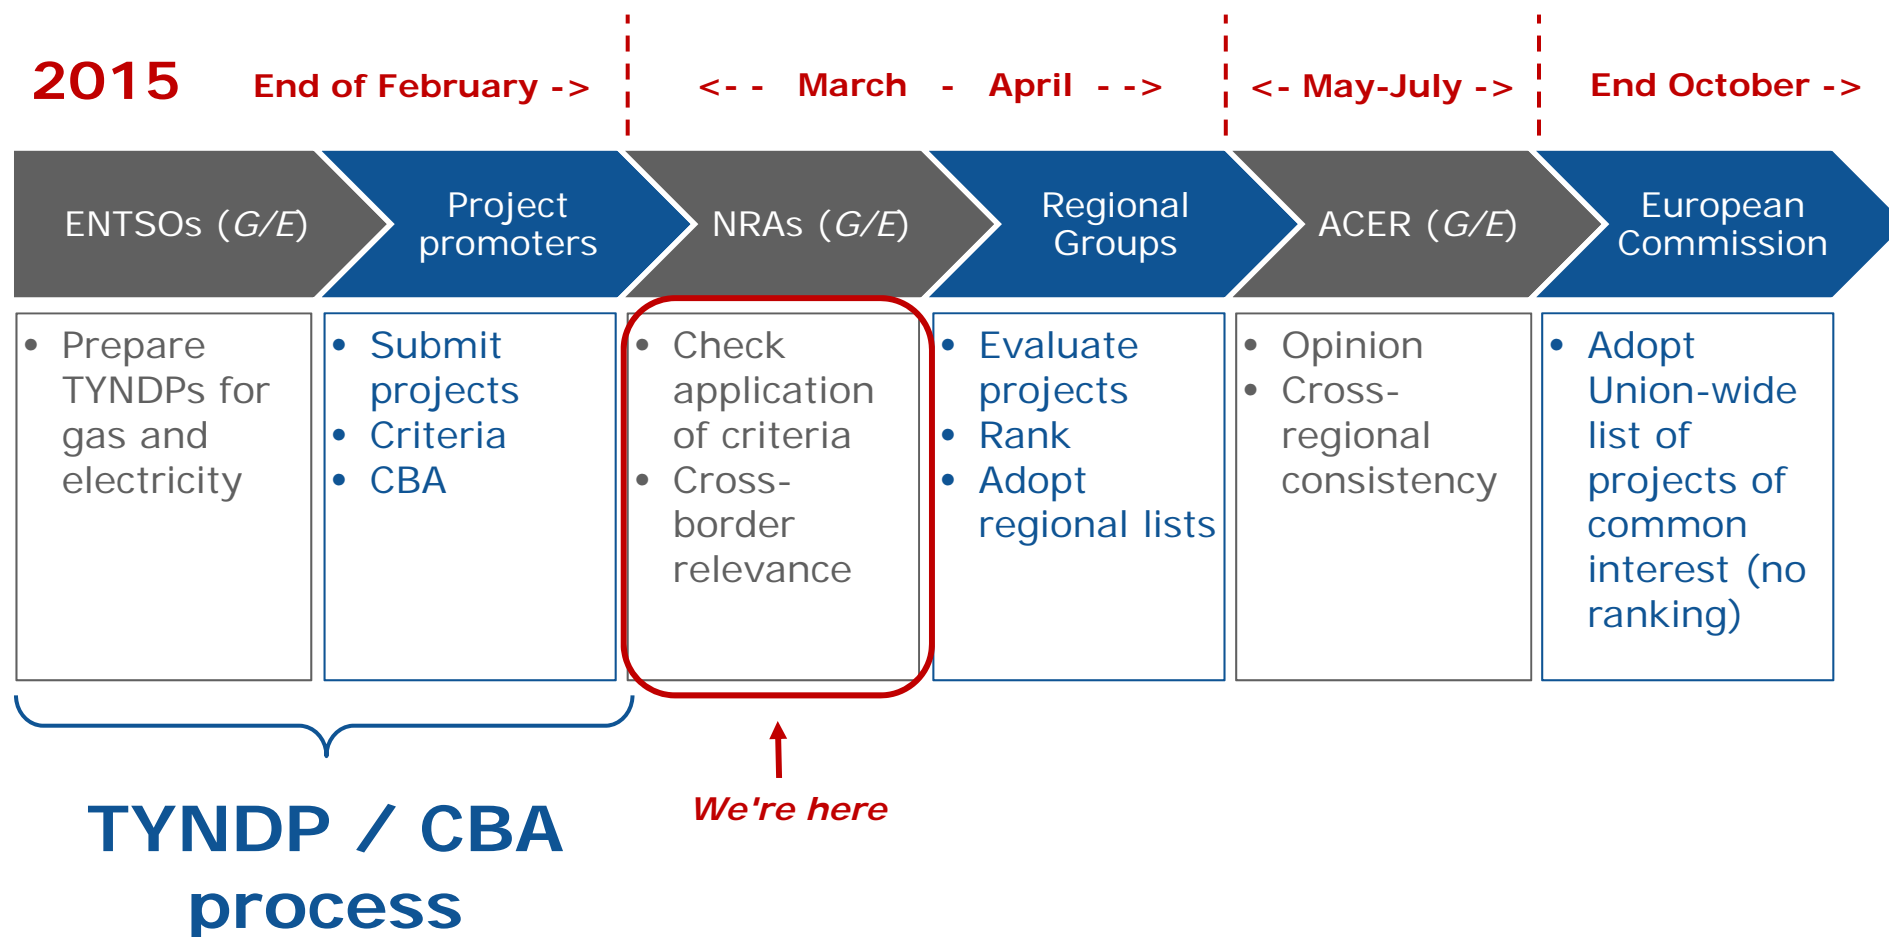 2015
End of February ->
<- - March - April - ->
<- May-July ->
End October ->
ENTSOs (G/E)
Project
promoters
NRAs (G/E)
Regional
Groups
ACER (G/E)
European
Commission
• Prepare
TYNDPs for
gas and
electricity
• Submit
projects
• Criteria
• CBA
• Check
application
of criteria
• Cross-
border
relevance
• Evaluate
projects
• Rank
• Adopt
regional lists
• Opinion
• Cross-
regional
consistency
• Adopt
Union-wide
list of
projects of
common
interest (no
ranking)
We're here
TYNDP / CBA
process